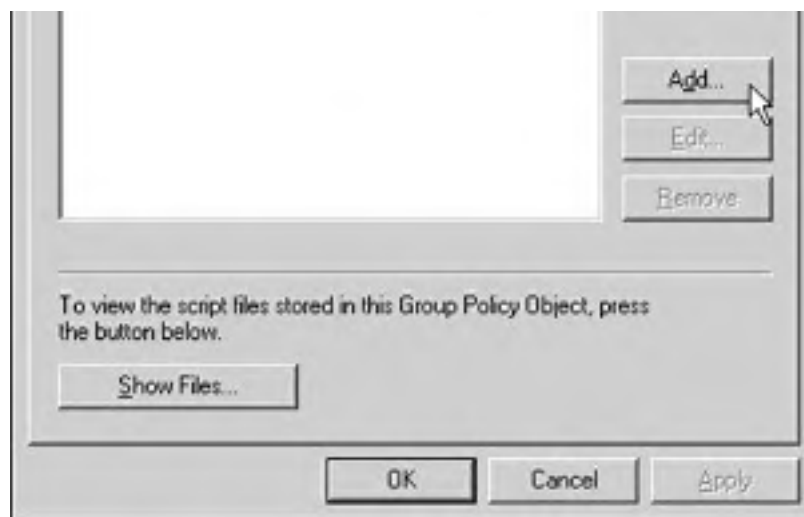 Add...
Edit...
Remove
To view the script files stored in this Group Policy Object, press
the button below.
Show Files...
OK
Cancel
Apply